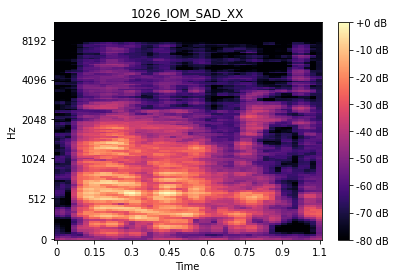 1026_IOM_SAD_XX
8192
4096
2048
1024
512
0
Hz
0 0.15 0.3 0.45 0.6 0.75 0.9 1.1
Time
+0 dB
-10 dB
-20 dB
-30 dB
-40 dB
-50 dB
-60 dB
-70 dB
-80 dB